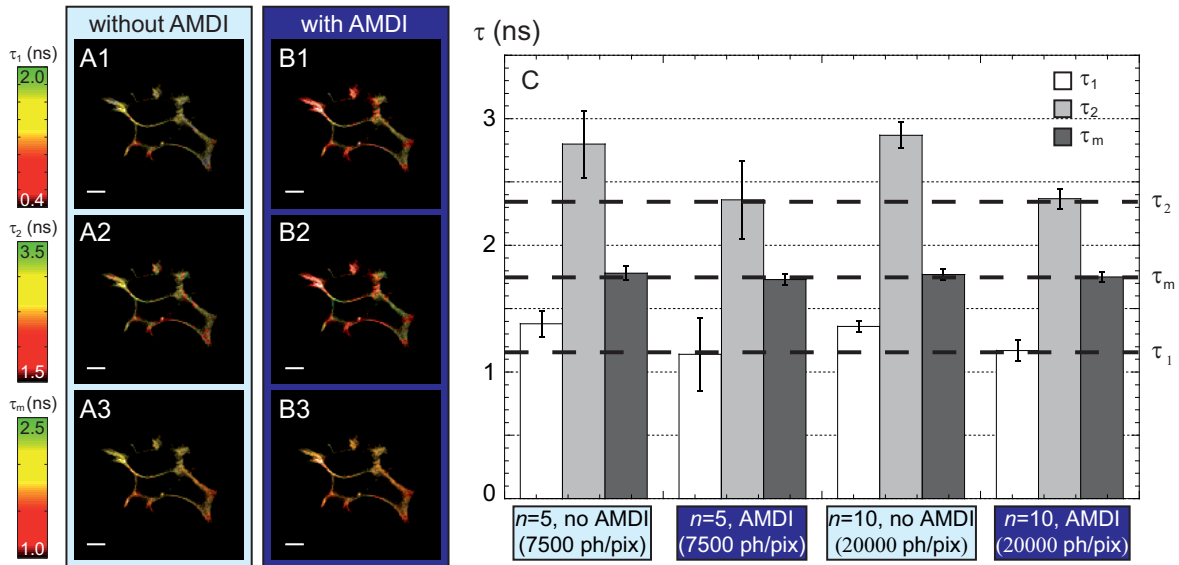 without AMDI
with AMDI
τ (ns)
τ1 (ns)
2.0
0.4
A1
B1
τ2 (ns)
3.5
1.5
A2
B2
τm (ns)
2.5
1.0
A3
B3
C
τ1
τ2
τm
3
2
1
0
τ2
τm
τ1
n=5, no AMDI
(7500 ph/pix)
n=5, AMDI
(7500 ph/pix)
n=10, no AMDI
(20000 ph/pix)
n=10, AMDI
(20000 ph/pix)